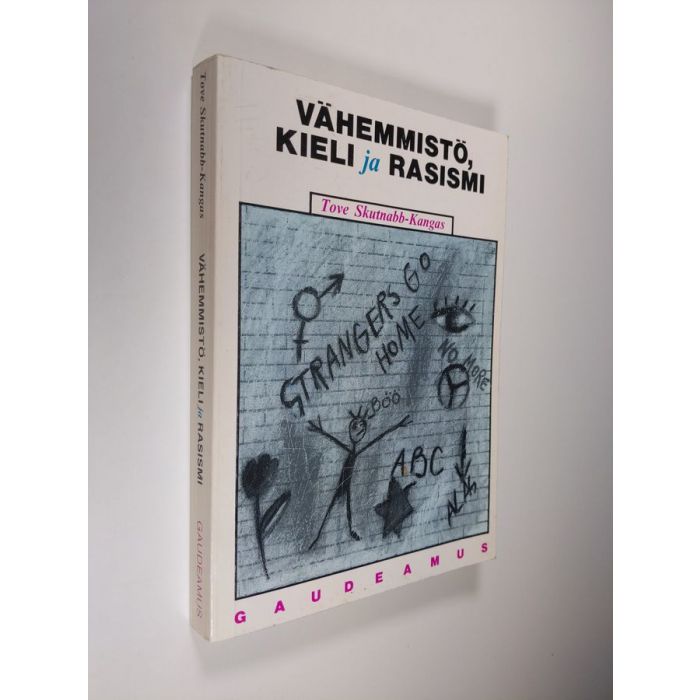 Tove Skutnabb-Kangas
VÄHEMMISTÖ, KIELI ja RASISMI
GAUDEAMUS
VÄHEMMISTÖ,
KIELI ja RASISMI
Tove Skutnabb-Kangas
STRANGERS GO
HOME
NO MORE
BÖÖ
ABC
ALAS
GAUDEAMUS